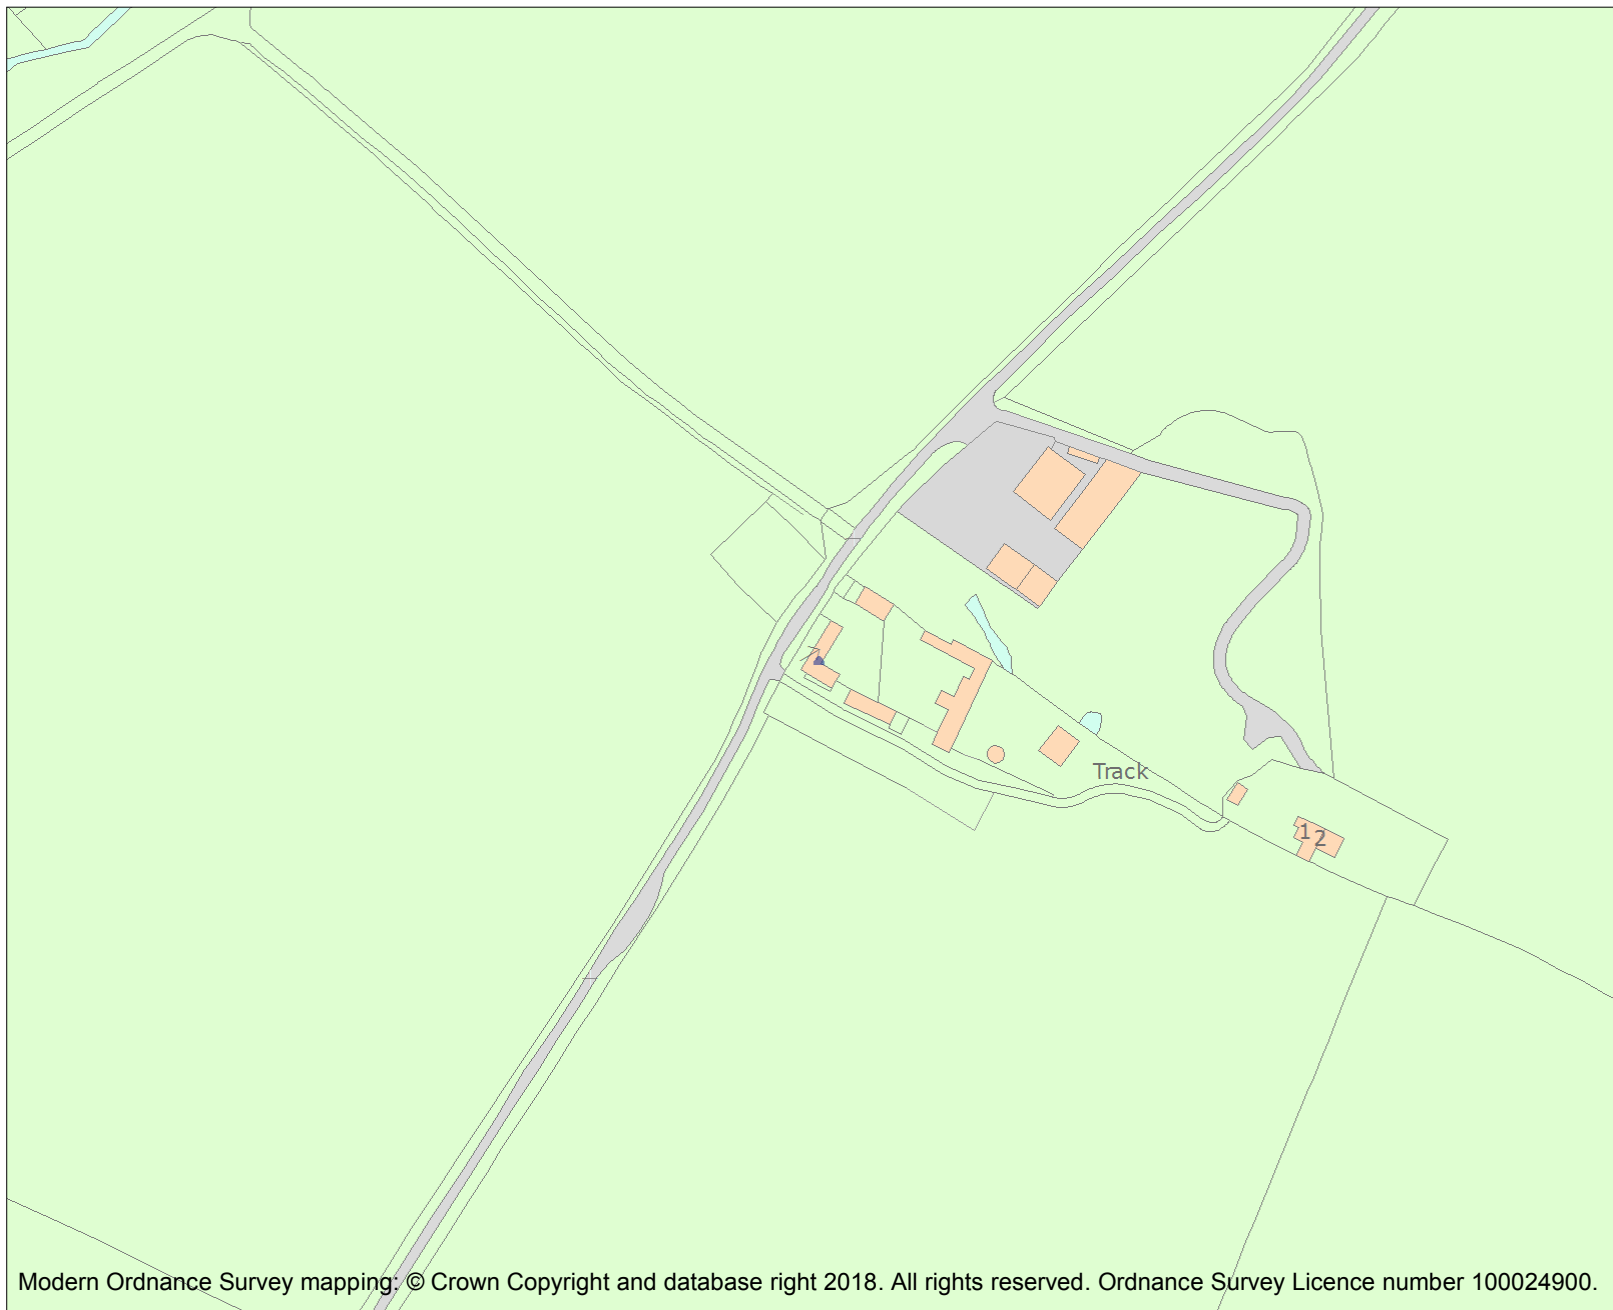 Track
1
2
Modern Ordnance Survey mapping: © Crown Copyright and database right 2018. All rights reserved. Ordnance Survey Licence number 100024900.